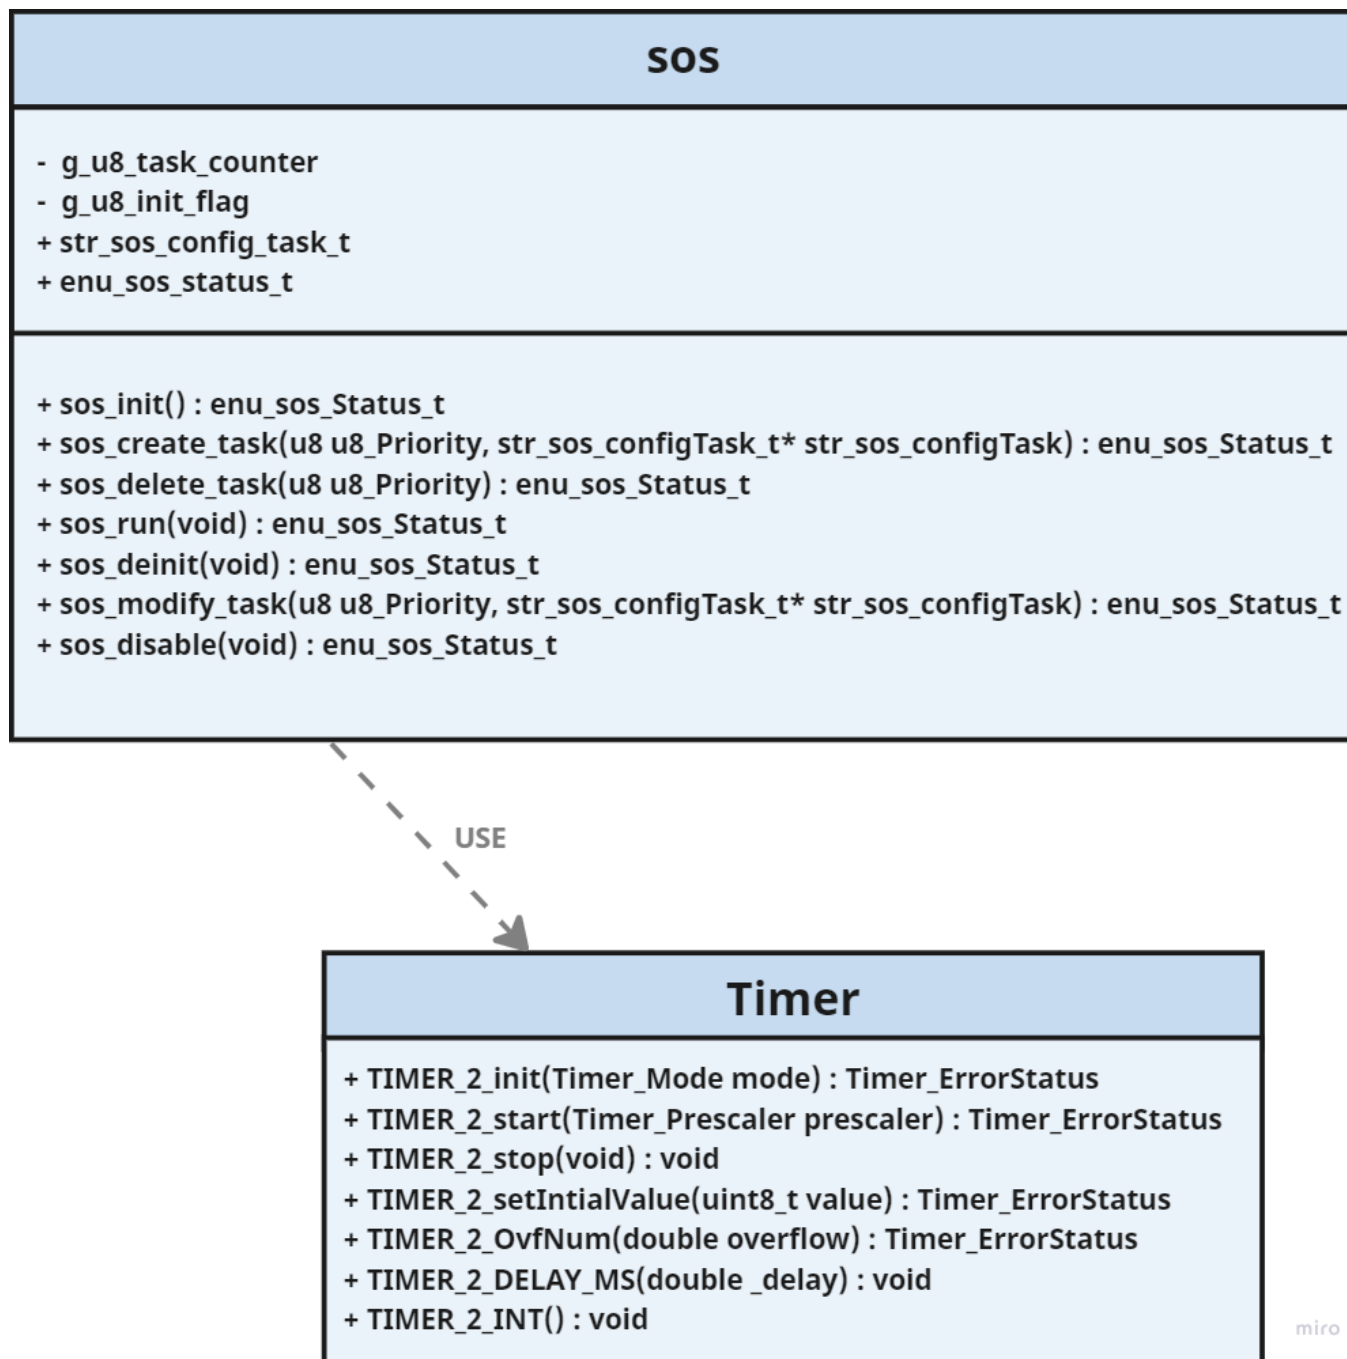 sos
- g_u8_task_counter
- g_u8_init_flag
+ str_sos_config_task_t
+ enu_sos_status_t
+ sos_init() : enu_sos_Status_t
+ sos_create_task(u8 u8_Priority, str_sos_configTask_t* str_sos_configTask) : enu_sos_Status_t
+ sos_delete_task(u8 u8_Priority) : enu_sos_Status_t
+ sos_run(void) : enu_sos_Status_t
+ sos_deinit(void) : enu_sos_Status_t
+ sos_modify_task(u8 u8_Priority, str_sos_configTask_t* str_sos_configTask) : enu_sos_Status_t
+ sos_disable(void) : enu_sos_Status_t
USE
Timer
+ TIMER_2_init(Timer_Mode mode) : Timer_ErrorStatus
+ TIMER_2_start(Timer_Prescaler prescaler) : Timer_ErrorStatus
+ TIMER_2_stop(void) : void
+ TIMER_2_setIntialValue(uint8_t value) : Timer_ErrorStatus
+ TIMER_2_OvfNum(double overflow) : Timer_ErrorStatus
+ TIMER_2_DELAY_MS(double _delay) : void
+ TIMER_2_INT() : void
miro